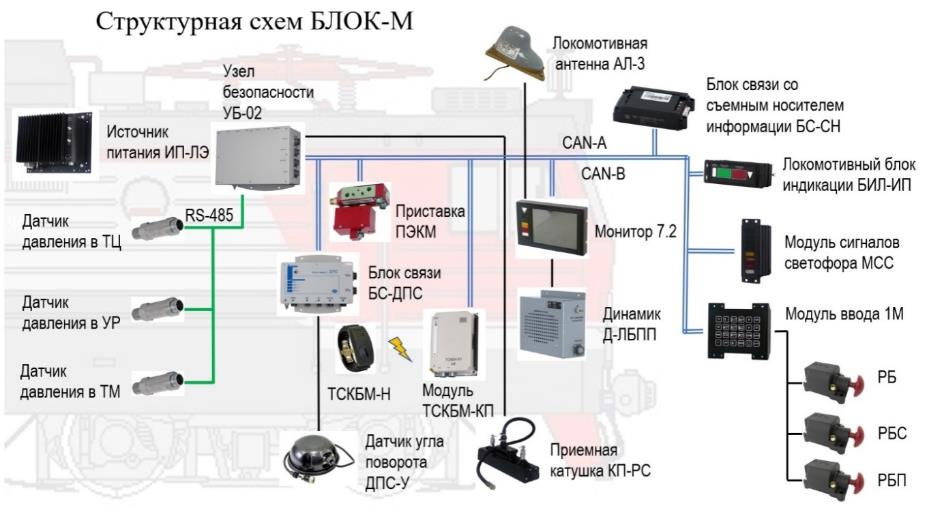 Структурная схем БЛОК-М
Локомотивная
антенна АЛ-3
Узел
безопасности
УБ-02
Блок связи со
съемным носителем
информации БС-СН
Источник
питания ИП-ЛЭ
CAN-A
CAN-B
Локомотивный блок
индикации БИЛ-ИП
RS-485
Датчик
давления в ТЦ
Приставка
ПЭКМ
Монитор 7.2
Модуль сигналов
светофора МСС
Блок связи
БС-ДПС
Датчик
давления в УР
Динамик
Д-ЛБПП
Модуль ввода 1М
Датчик
давления в ТМ
ТСКБМ-Н
Модуль
ТСКБМ-КП
РБ
РБС
РБП
Датчик угла
поворота
ДПС-У
Приемная
катушка КП-РС